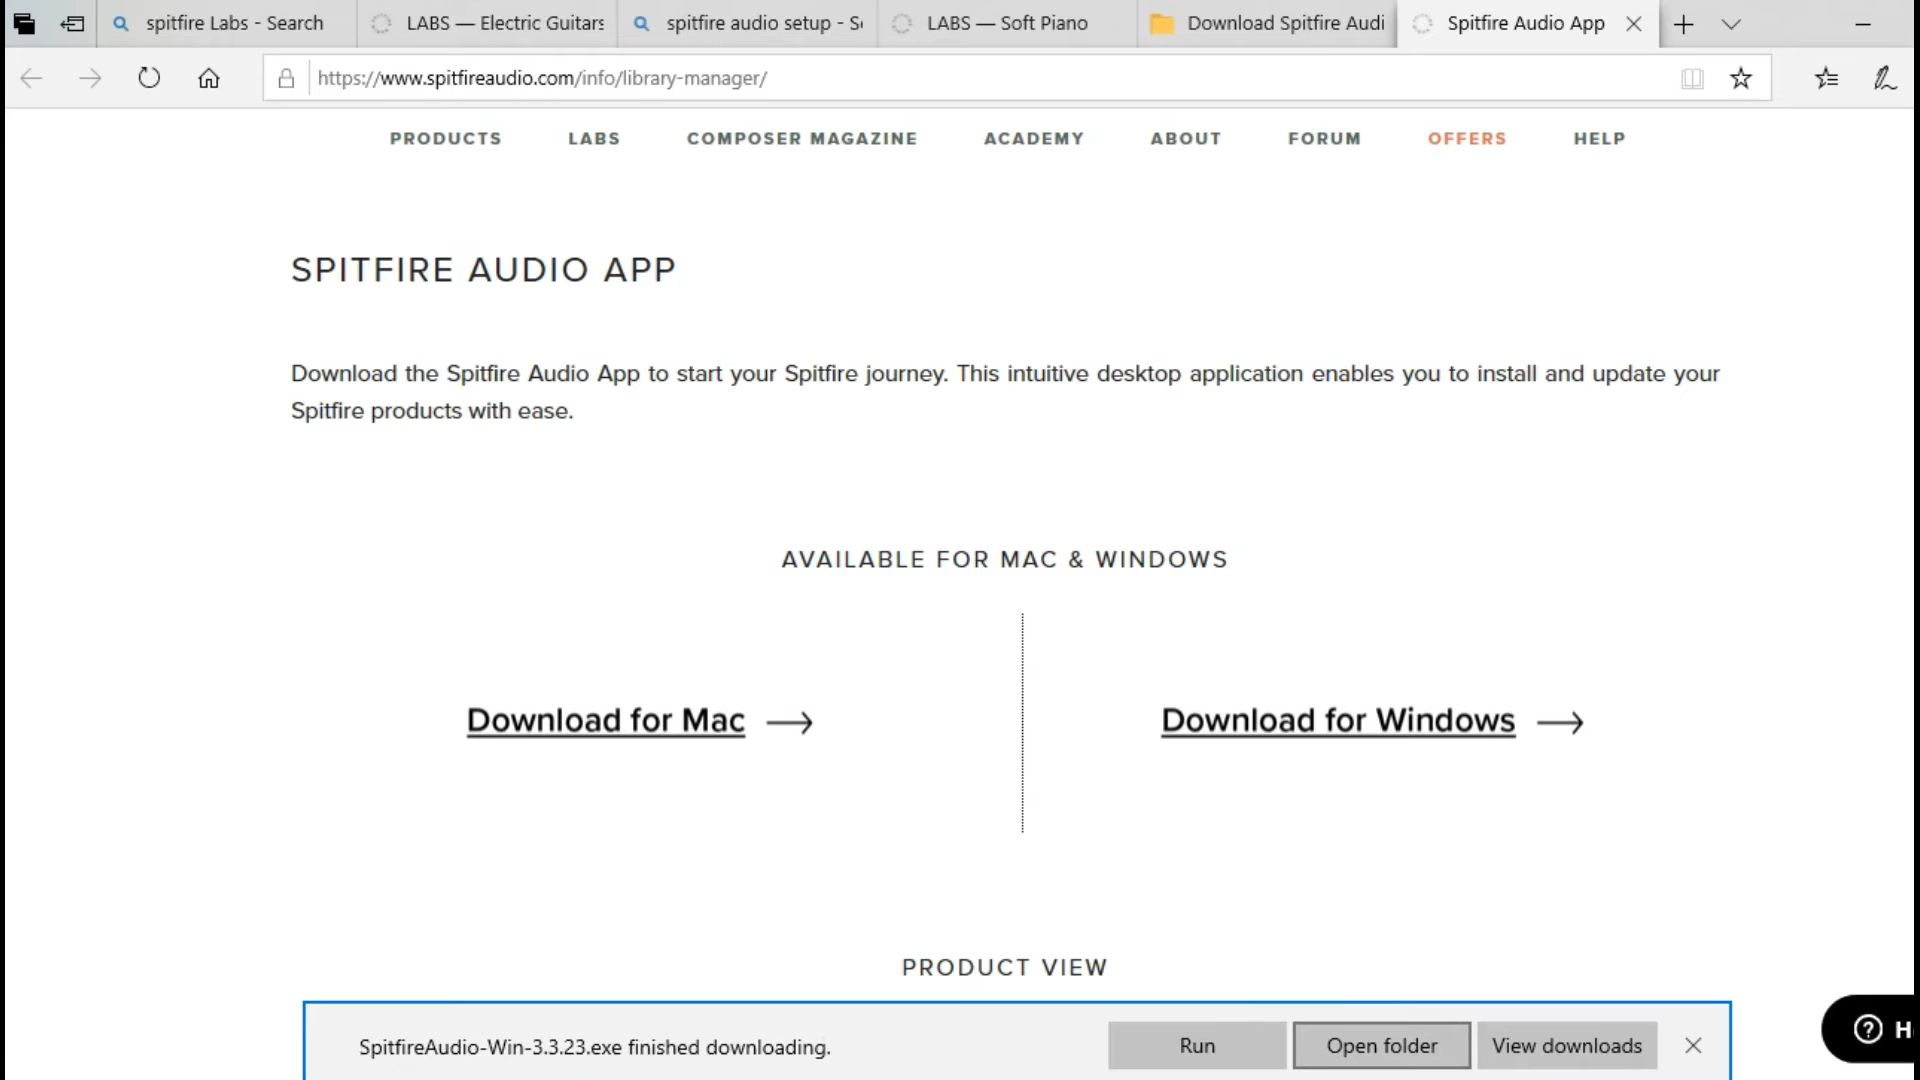 spitfire Labs - Search
LABS — Electric Guitars
spitfire audio setup - S
LABS — Soft Piano
Download Spitfire Audi
Spitfire Audio App
https://www.spitfireaudio.com/info/library-manager/
PRODUCTS LABS COMPOSER MAGAZINE ACADEMY ABOUT FORUM OFFERS HELP
SPITFIRE AUDIO APP
Download the Spitfire Audio App to start your Spitfire journey. This intuitive desktop application enables you to install and update your
Spitfire products with ease.
AVAILABLE FOR MAC & WINDOWS
Download for Mac
Download for Windows
PRODUCT VIEW
SpitfireAudio-Win-3.3.23.exe finished downloading.
Run
Open folder
View downloads